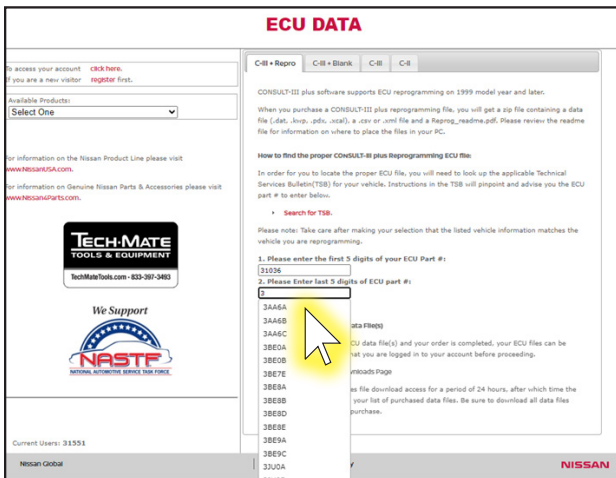 ECU DATA
To access your account click here.
If you are a new visitor register first.
Available Products:
Select One
For information on the Nissan Product Line please visit
www.NissanUSA.com.
For information on Genuine Nissan Parts & Accessories please visit
www.Nissan4Parts.com.
TECH-MATE
TOOLS & EQUIPMENT
TechMateTools.com - 833-397-3493
We Support
NASTF
NATIONAL AUTOMOTIVE SERVICE TASK FORCE
Current Users: 31551
C-III + Repro C-III + Blank C-III C-II
CONSULT-III plus software supports ECU reprogramming on 1999 model year and later.
When you purchase a CONSULT-III plus reprogramming file, you will get a zip file containing a data
file (.dat, .kwp, .pdx, .xcal), a .csv or .xml file and a Reprog_readme.pdf. Please review the readme
file for information on where to place the files in your PC.
How to find the proper CONSULT-III plus Reprogramming ECU file:
In order for you to locate the proper ECU file, you will need to look up the applicable Technical
Services Bulletin(TSB) for your vehicle. Instructions in the TSB will pinpoint and advise you the ECU
part # to enter below.
Search for TSB.
Please note: Take care after making your selection that the listed vehicle information matches the
vehicle you are reprogramming.
1. Please enter the first 5 digits of your ECU Part #:
31036
2. Please Enter last 5 digits of ECU part #:
3
3AA6A
3AA6B
3AA6C
3BE0A
3BE0B
3BE7E
3BE8A
3BE8B
3BE8D
3BE8E
3BE9A
3BE9C
3JU0A
ata File(s)
CU data file(s) and your order is completed, your ECU files can be
hat you are logged in to your account before proceeding.
wnloads Page
es file download access for a period of 24 hours, after which time the
your list of purchased data files. Be sure to download all data files
purchase.
Nissan Global
y
NISSAN